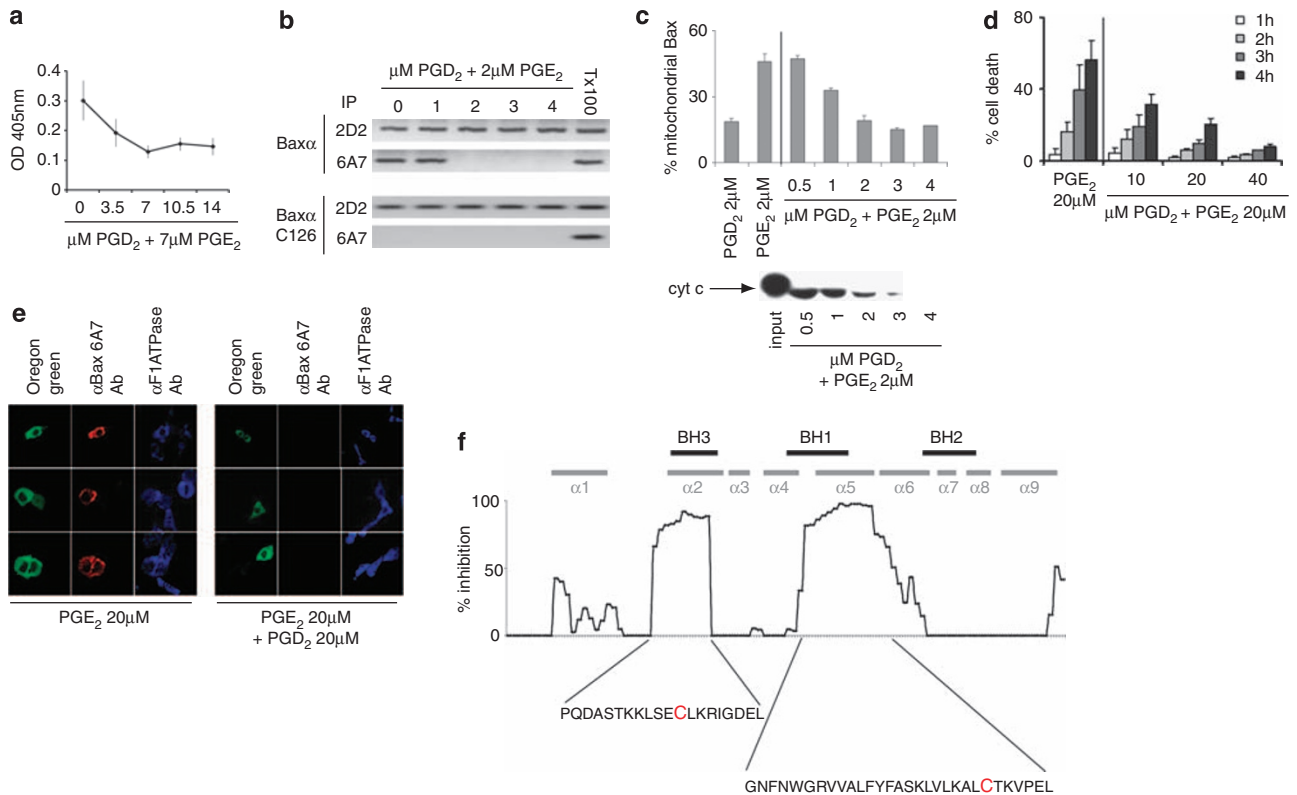 a
OD 405nm
0.4
0.3
0.2
0.1
0
0 3.5 7 10.5 14
μM PGD₂ + 7μM PGE₂
b
μM PGD₂ + 2μM PGE₂
Tx100
IP 0 1 2 3 4
Baxα
2D2
6A7
Baxα
C126
2D2
6A7
c
% mitochondrial Bax
60
30
0
PGD₂ 2μM
PGE₂ 2μM
0.5 1 2 3 4
μM PGD₂ + PGE₂ 2μM
cyt c
input
0.5 1 2 3 4
μM PGD₂
+ PGE₂ 2μM
d
% cell death
80
40
0
1h
2h
3h
4h
PGE₂
20μM
10 20 40
μM PGD₂ + PGE₂ 20μM
e
Oregon
green
αBax 6A7
Ab
αF1ATPase
Ab
Oregon
green
αBax 6A7
Ab
αF1ATPase
Ab
PGE₂ 20μM
PGE₂ 20μM
+ PGD₂ 20μM
f
BH3 BH1 BH2
α1 α2 α3 α4 α5 α6 α7 α8 α9
% inhibition
100
50
0
PQDASTKKLSECLKRIGDEL
GNFNWGRVVALFYFASKLVLKALCTKVPEL